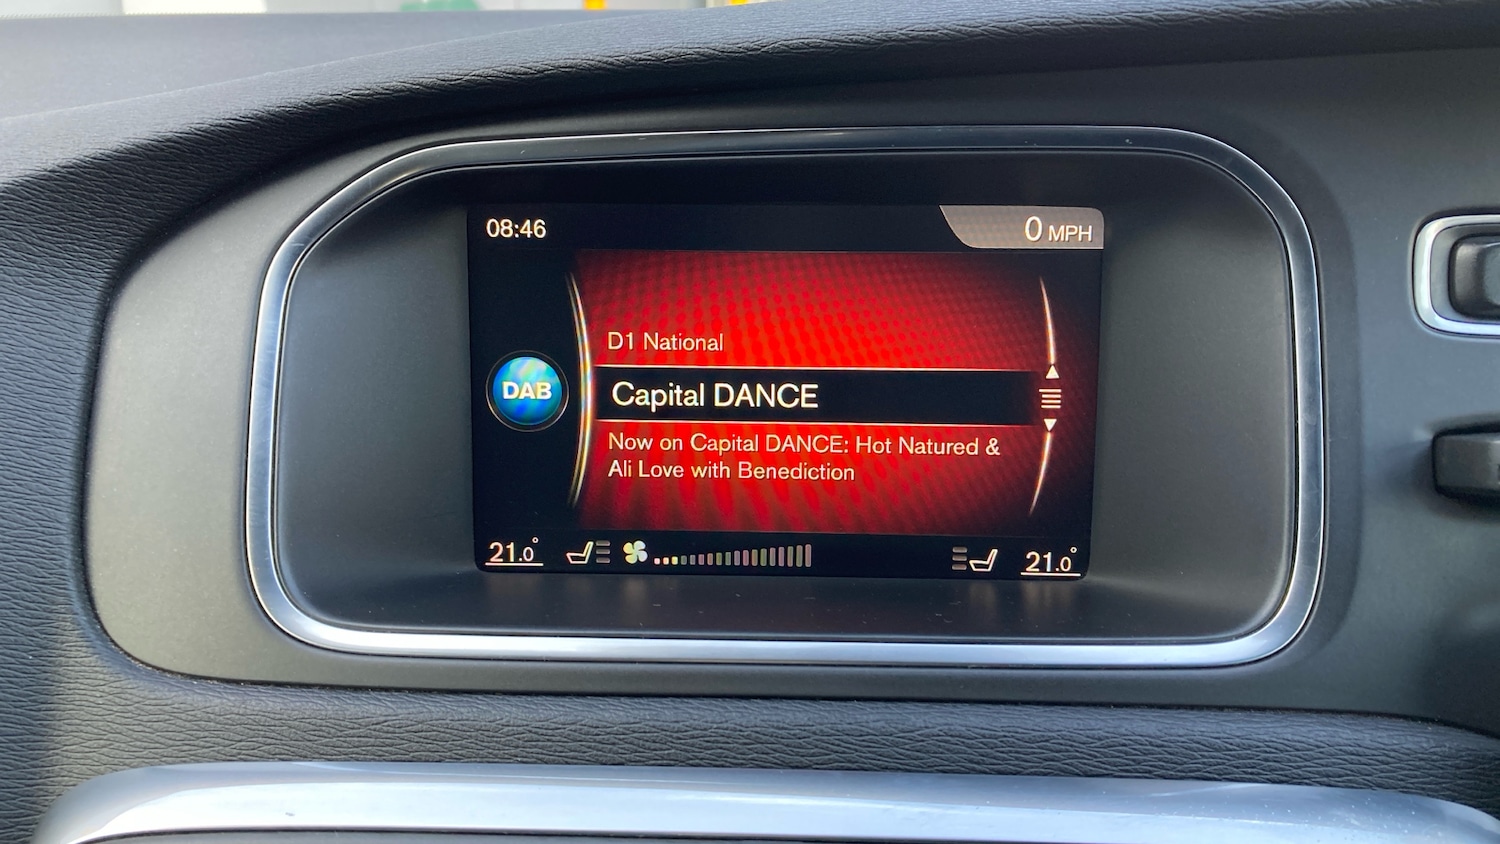 08:46
0 MPH
D1 National
DAB
Capital DANCE
Now on Capital DANCE: Hot Natured &
Ali Love with Benediction
21.0°
21.0°